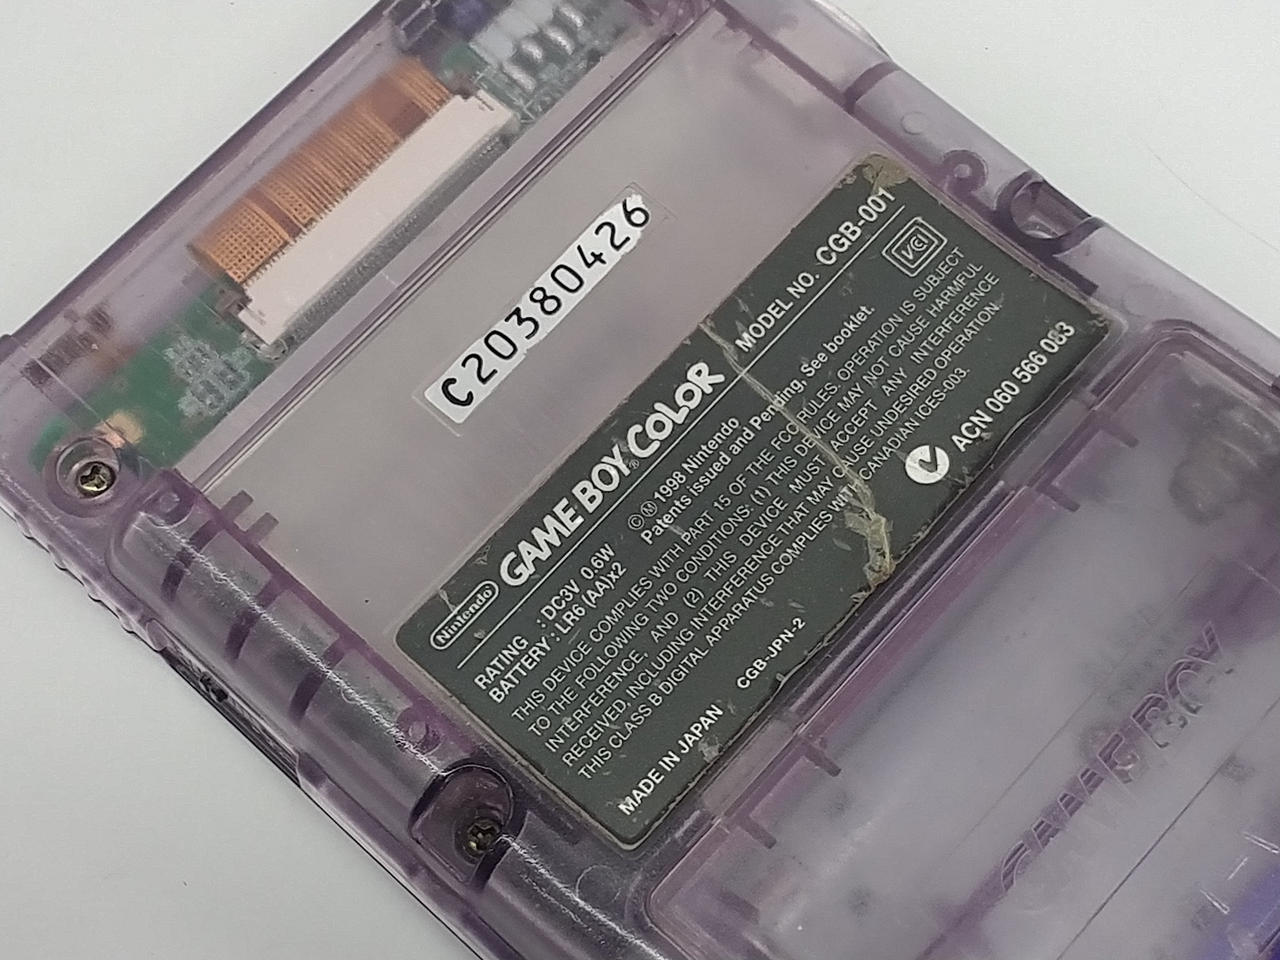 C20380426
Nintendo GAME BOY COLOR MODEL NO. CGB-001
RATING : DC3V 0.6W ©Ⓜ1998 Nintendo
BATTERY : LR6 (AA)x2 Patents issued and Pending. See booklet.
VCI
THIS DEVICE COMPLIES WITH PART 15 OF THE FCC RULES. OPERATION IS SUBJECT
TO THE FOLLOWING TWO CONDITIONS. (1) THIS DEVICE MAY NOT CAUSE HARMFUL
INTERFERENCE, AND (2) THIS DEVICE MUST ACCEPT ANY INTERFERENCE
RECEIVED, INCLUDING INTERFERENCE THAT MAY CAUSE UNDESIRED OPERATION.
THIS CLASS B DIGITAL APPARATUS COMPLIES WITH CANADIAN ICES-003.
MADE IN JAPAN CGB-JPN-2 ACN 060 566 083
GAME BOY